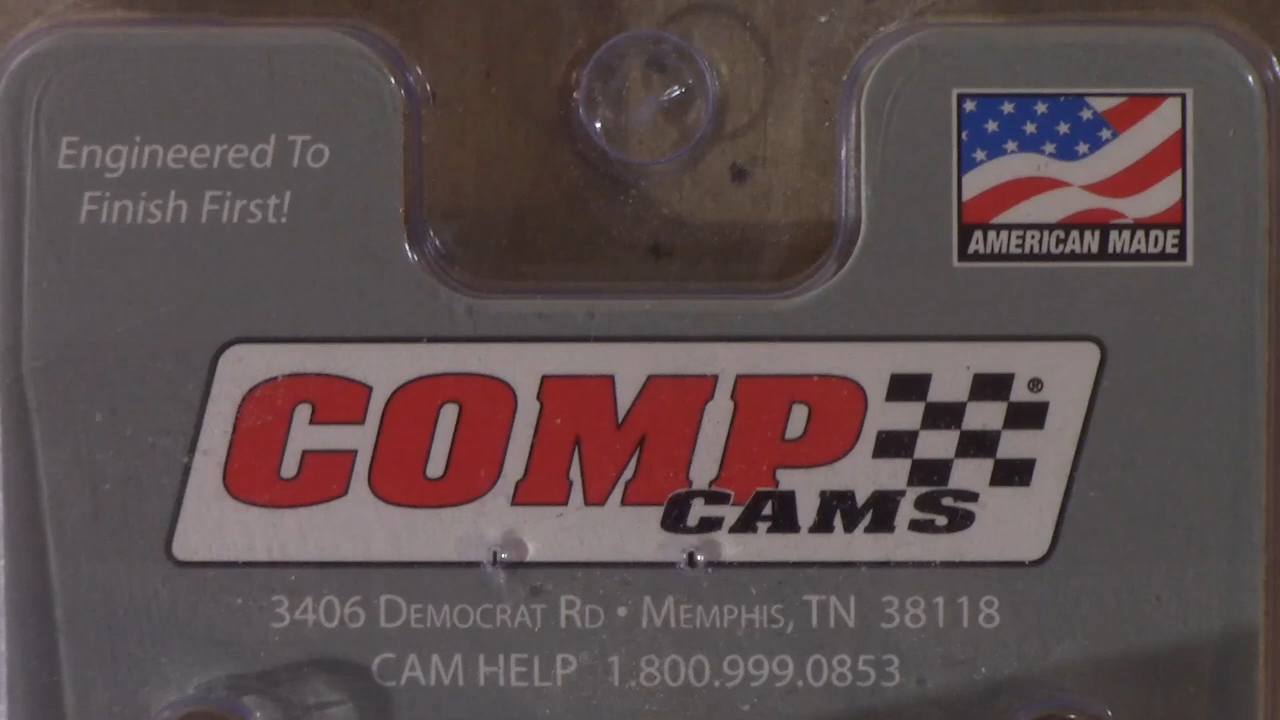 Engineered To
Finish First!
AMERICAN MADE
COMP ®
CAMS
3406 DEMOCRAT RD • MEMPHIS, TN 38118
CAM HELP® 1.800.999.0853